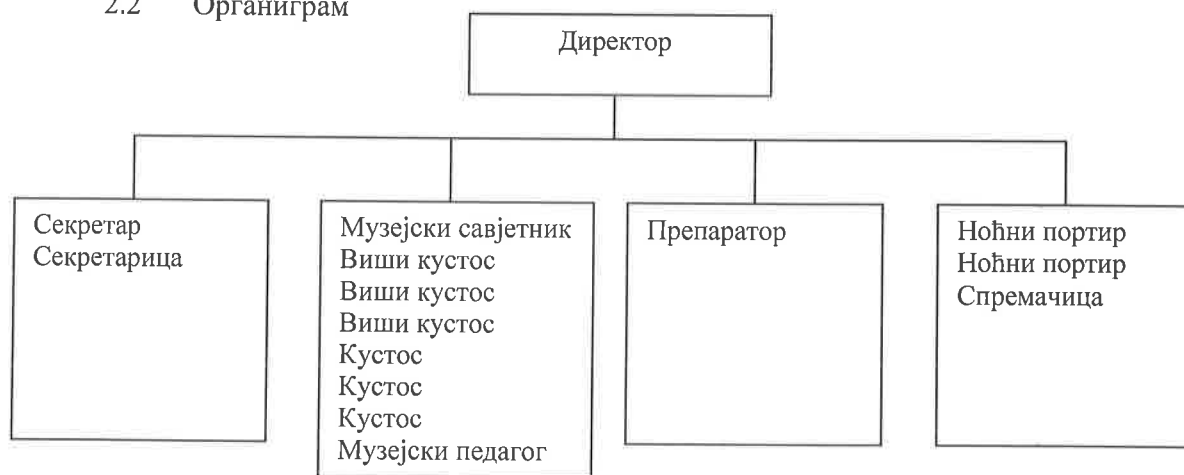 2.2 Органиграм
Директор
Секретар
Секретарица
Музејски савјетник
Виши кустос
Виши кустос
Виши кустос
Кустос
Кустос
Кустос
Музејски педагог
Препаратор
Ноћни портир
Ноћни портир
Спремачица